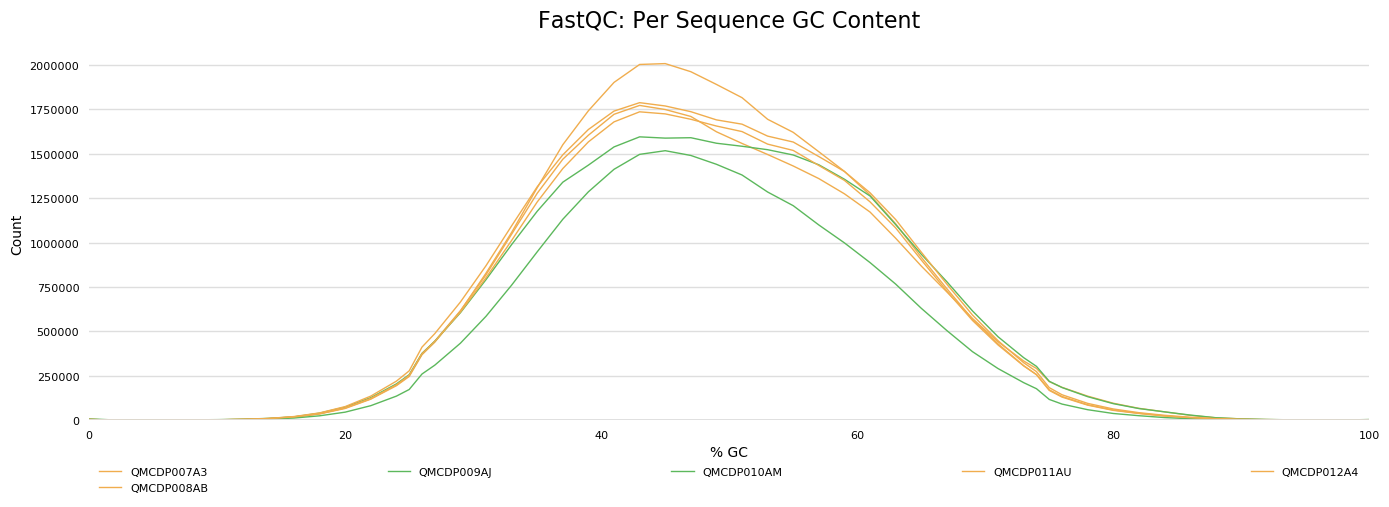 FastQC: Per Sequence GC Content
2000000
1750000
1500000
1250000
1000000
750000
500000
250000
0
Count
0 20 40 60 80 100
% GC
QMCDP007A3 QMCDP009AJ QMCDP010AM QMCDP011AU QMCDP012A4
QMCDP008AB